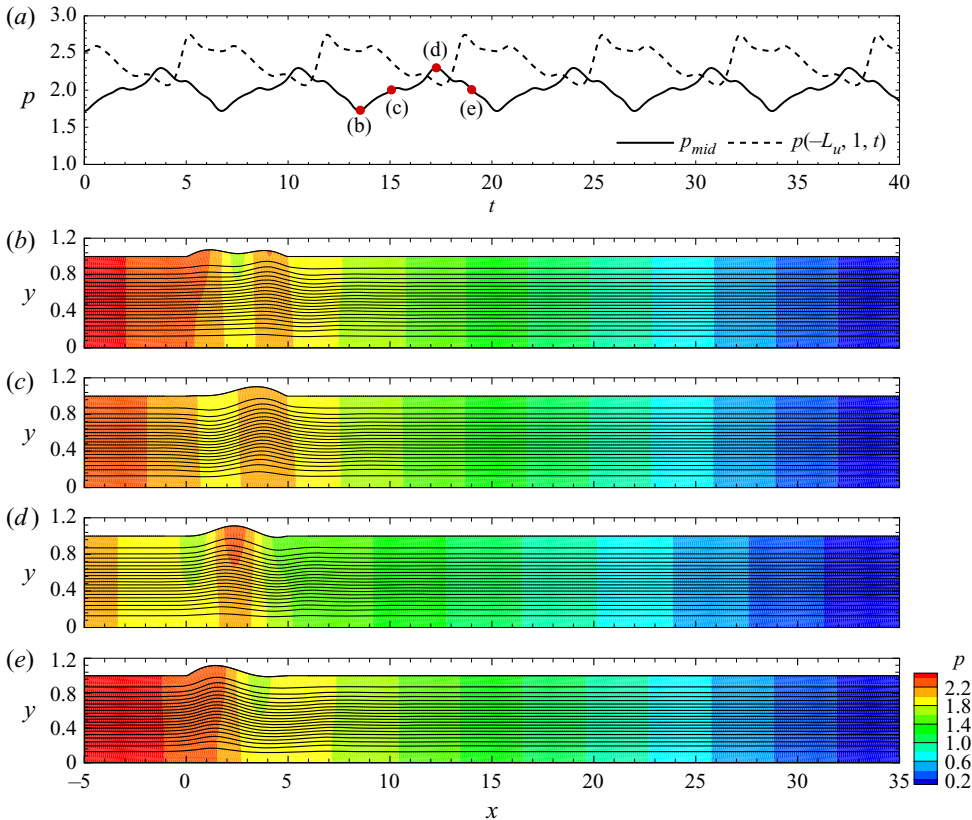 (a)
3.0
2.5
2.0
1.5
1.0
p
(b)
(c)
(d)
(e)
p_mid
p(–L_u, 1, t)
0 5 10 15 20 25 30 35 40
t
(b)
1.2
0.8
0.4
0
y
(c)
1.2
0.8
0.4
0
y
(d)
1.2
0.8
0.4
0
y
(e)
1.2
0.8
0.4
0
y
–5 0 5 10 15 20 25 30 35
x
p
2.2
1.8
1.4
1.0
0.6
0.2